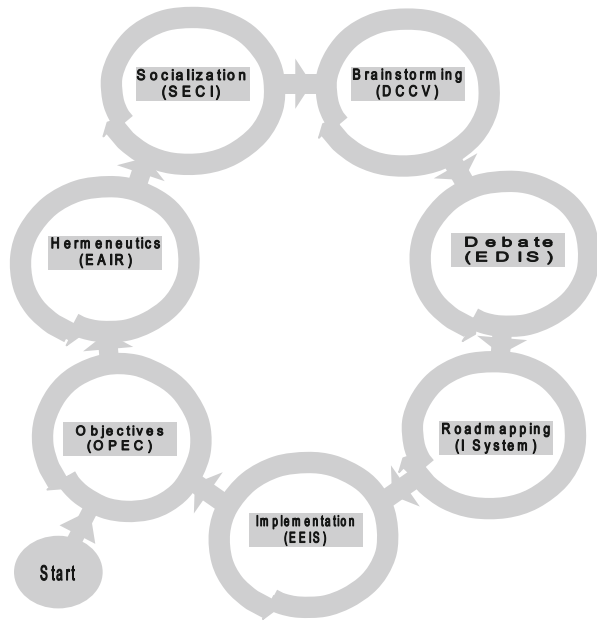 Socialization
(SECI)
Brainstorming
(DCCV)
Hermeneutics
(EAIR)
Debate
(EDIS)
Objectives
(OPEC)
Roadmapping
(I System)
Implementation
(EEIS)
Start